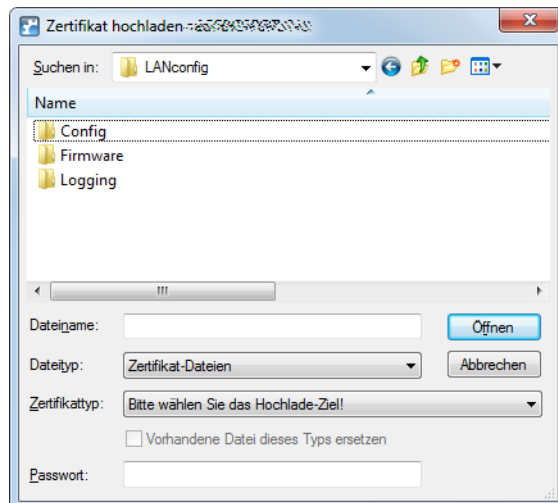 Zertifikat hochladen
Suchen in: LANconfig
Name
Config
Firmware
Logging
Dateiname: Öffnen
Dateityp: Zertifikat-Dateien Abbrechen
Zertifikattyp: Bitte wählen Sie das Hochlade-Ziel!
Vorhandene Datei dieses Typs ersetzen
Passwort: